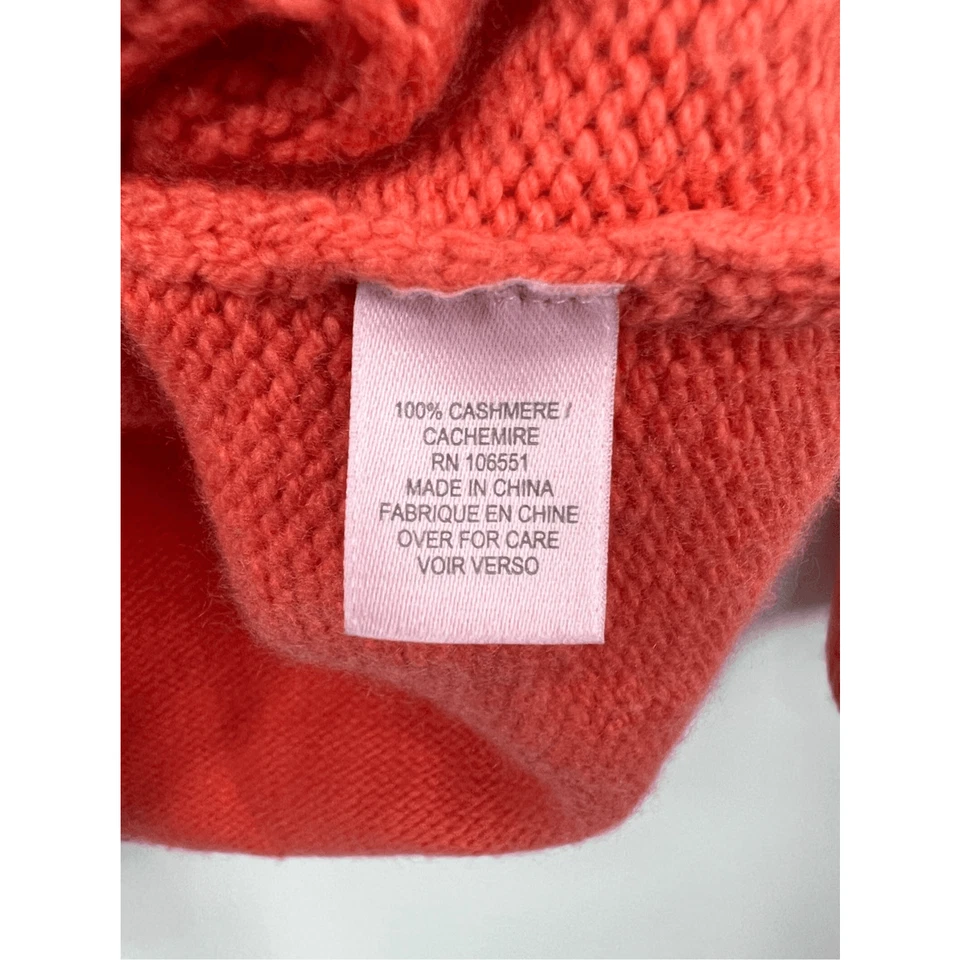 100% CASHMERE /
CACHEMIRE
RN 106551
MADE IN CHINA
FABRIQUE EN CHINE
OVER FOR CARE
VOIR VERSO